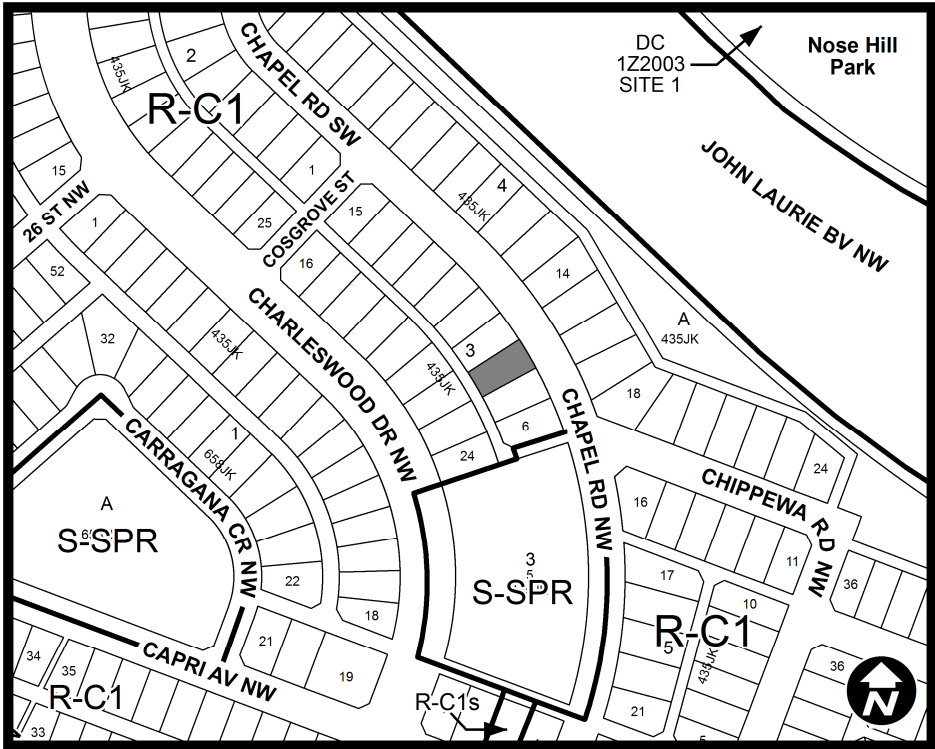 2
435JK
R-C1
CHAPEL RD SW
DC
1Z2003
SITE 1
Nose Hill
Park
JOHN LAURIE BV NW
15
26 ST NW
1
1
25
COSGROVE ST
15
16
4
435JK
14
A
435JK
52
32
CHARLESWOOD DR NW
435JK
3
435JK
18
6
24
CHAPEL RD NW
24
CHIPPEWA RD NW
16
11
36
CARRAGANA CR NW
1
658JK
A
S-SPR
22
18
3
5
S-SPR
17
10
R-C1
5
435JK
36
21
5
21
19
CAPRI AV NW
34
35
R-C1
33
R-C1s
N